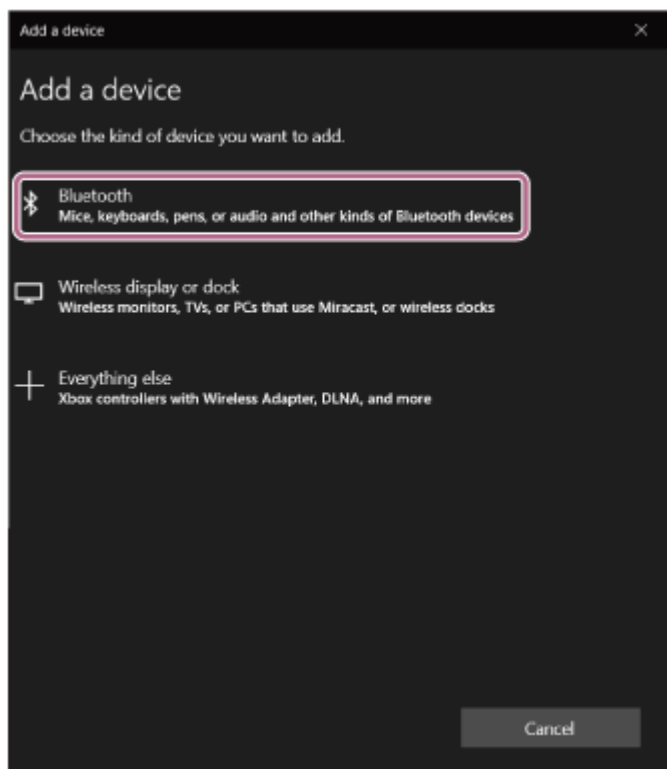 Add a device
Add a device
Choose the kind of device you want to add.
Bluetooth
Mice, keyboards, pens, or audio and other kinds of Bluetooth devices
Wireless display or dock
Wireless monitors, TVs, or PCs that use Miracast, or wireless docks
Everything else
Xbox controllers with Wireless Adapter, DLNA, and more
Cancel